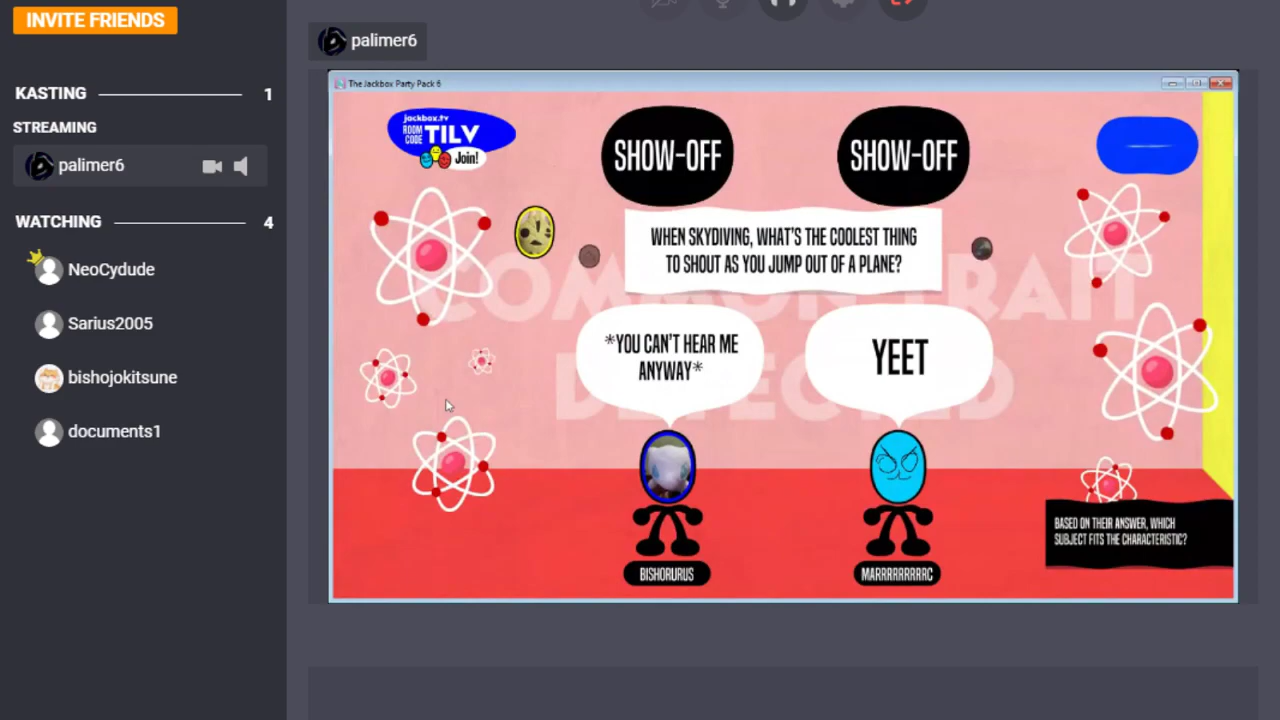 INVITE FRIENDS
palimer6
KASTING 1
STREAMING
palimer6
WATCHING 4
NeoCydude
Sarius2005
bishojokitsune
documents1
The Jackbox Party Pack 6
jackbox.tv
ROOM
CODE TILV
Join!
SHOW-OFF SHOW-OFF
WHEN SKYDIVING, WHAT'S THE COOLEST THING
TO SHOUT AS YOU JUMP OUT OF A PLANE?
COMMON TRAIT
DETECTED
*YOU CAN'T HEAR ME
ANYWAY*
YEET
BASED ON THEIR ANSWER, WHICH
SUBJECT FITS THE CHARACTERISTIC?
BISHORURUS MARRRRRRRRRC